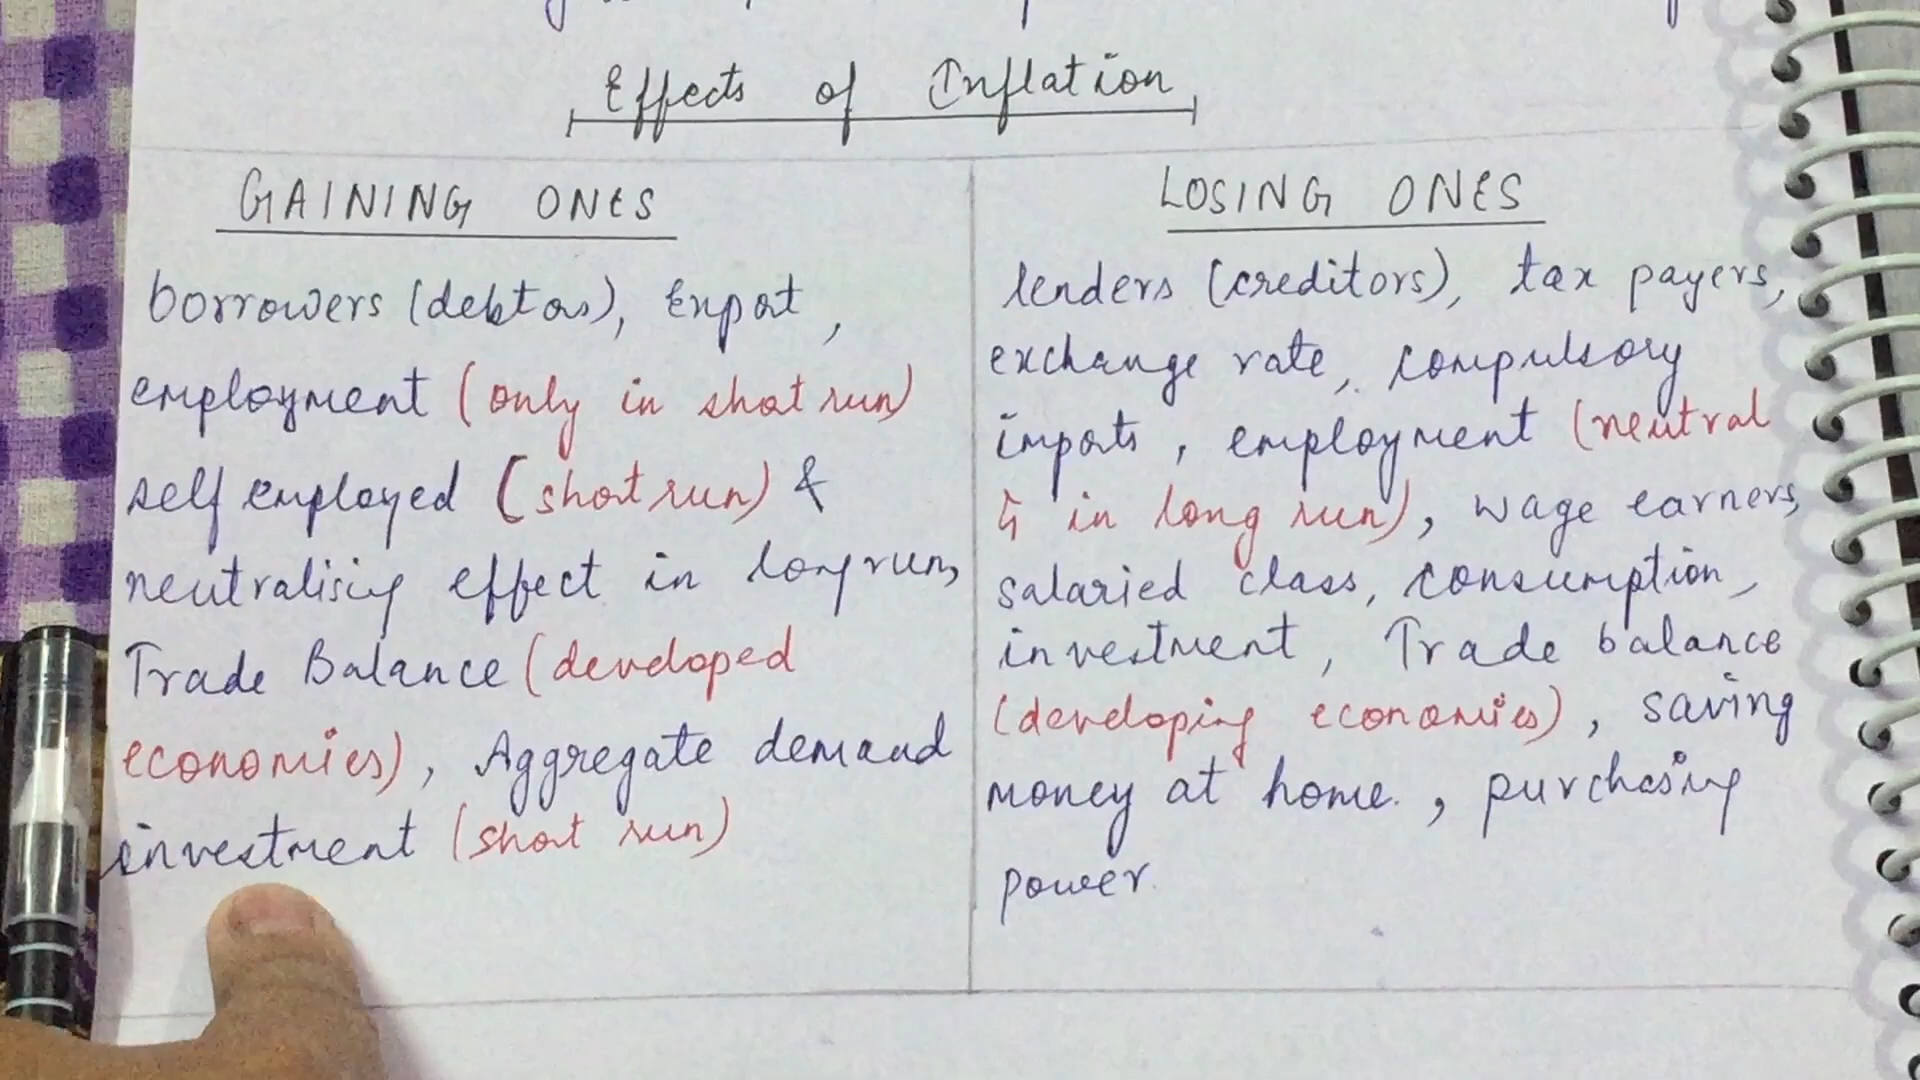 Effects of Inflation
GAINING ONES
borrowers (debtors), Export,
employment (only in short run)
self employed (short run) &
neutralising effect in long run,
Trade Balance (developed
economies), Aggregate demand
investment (short run)
LOSING ONES
lenders (creditors), tax payers,
exchange rate, compulsory
imports, employment (neutral
↳ in long run), wage earners,
salaried class, consumption,
investment, Trade balance
(developing economies), saving
money at home., purchasing
power.